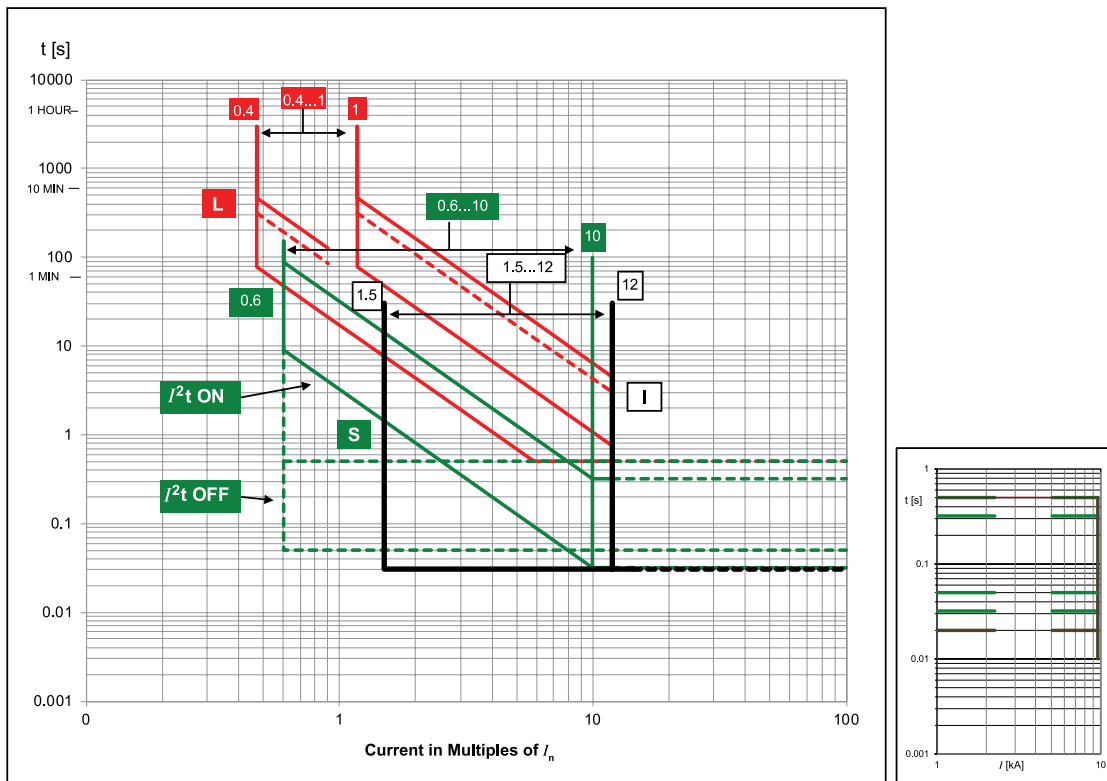 t [s]
10000
1 HOUR
1000
10 MIN
100
1 MIN
10
1
0.1
0.01
0.001
0.4
0.4...1
1
L
0.6...10
10
1.5...12
1.5
12
0.6
I²t ON
I
S
I²t OFF
0
1
10
100
Current in Multiples of Iₙ
1
t [s]
0.1
0.01
0.001
1
I [kA]
10